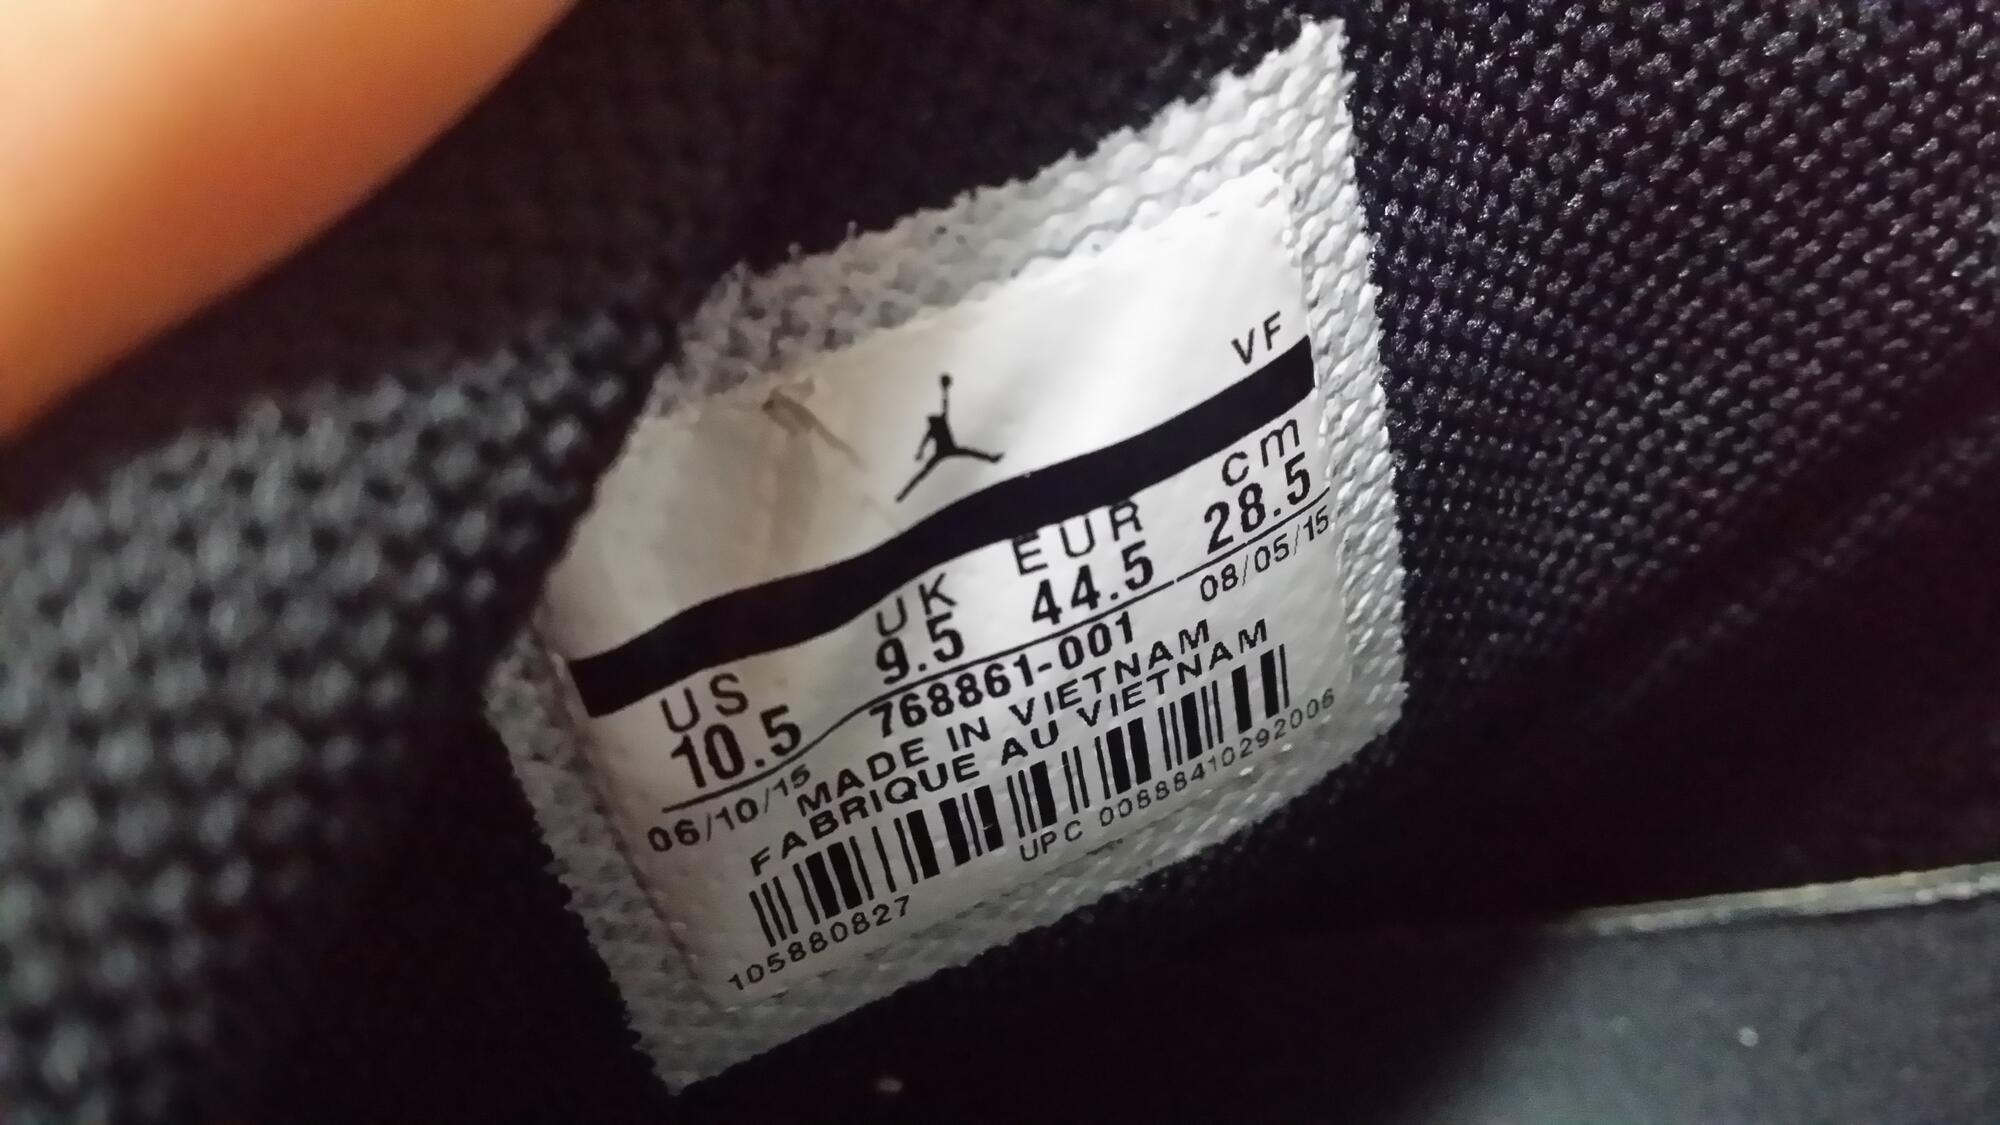 VF
US UK EUR cm
10.5 9.5 44.5 28.5
06/10/15 768861-001 08/05/15
MADE IN VIETNAM
FABRIQUE AU VIETNAM
UPC 00888410292006
105880827